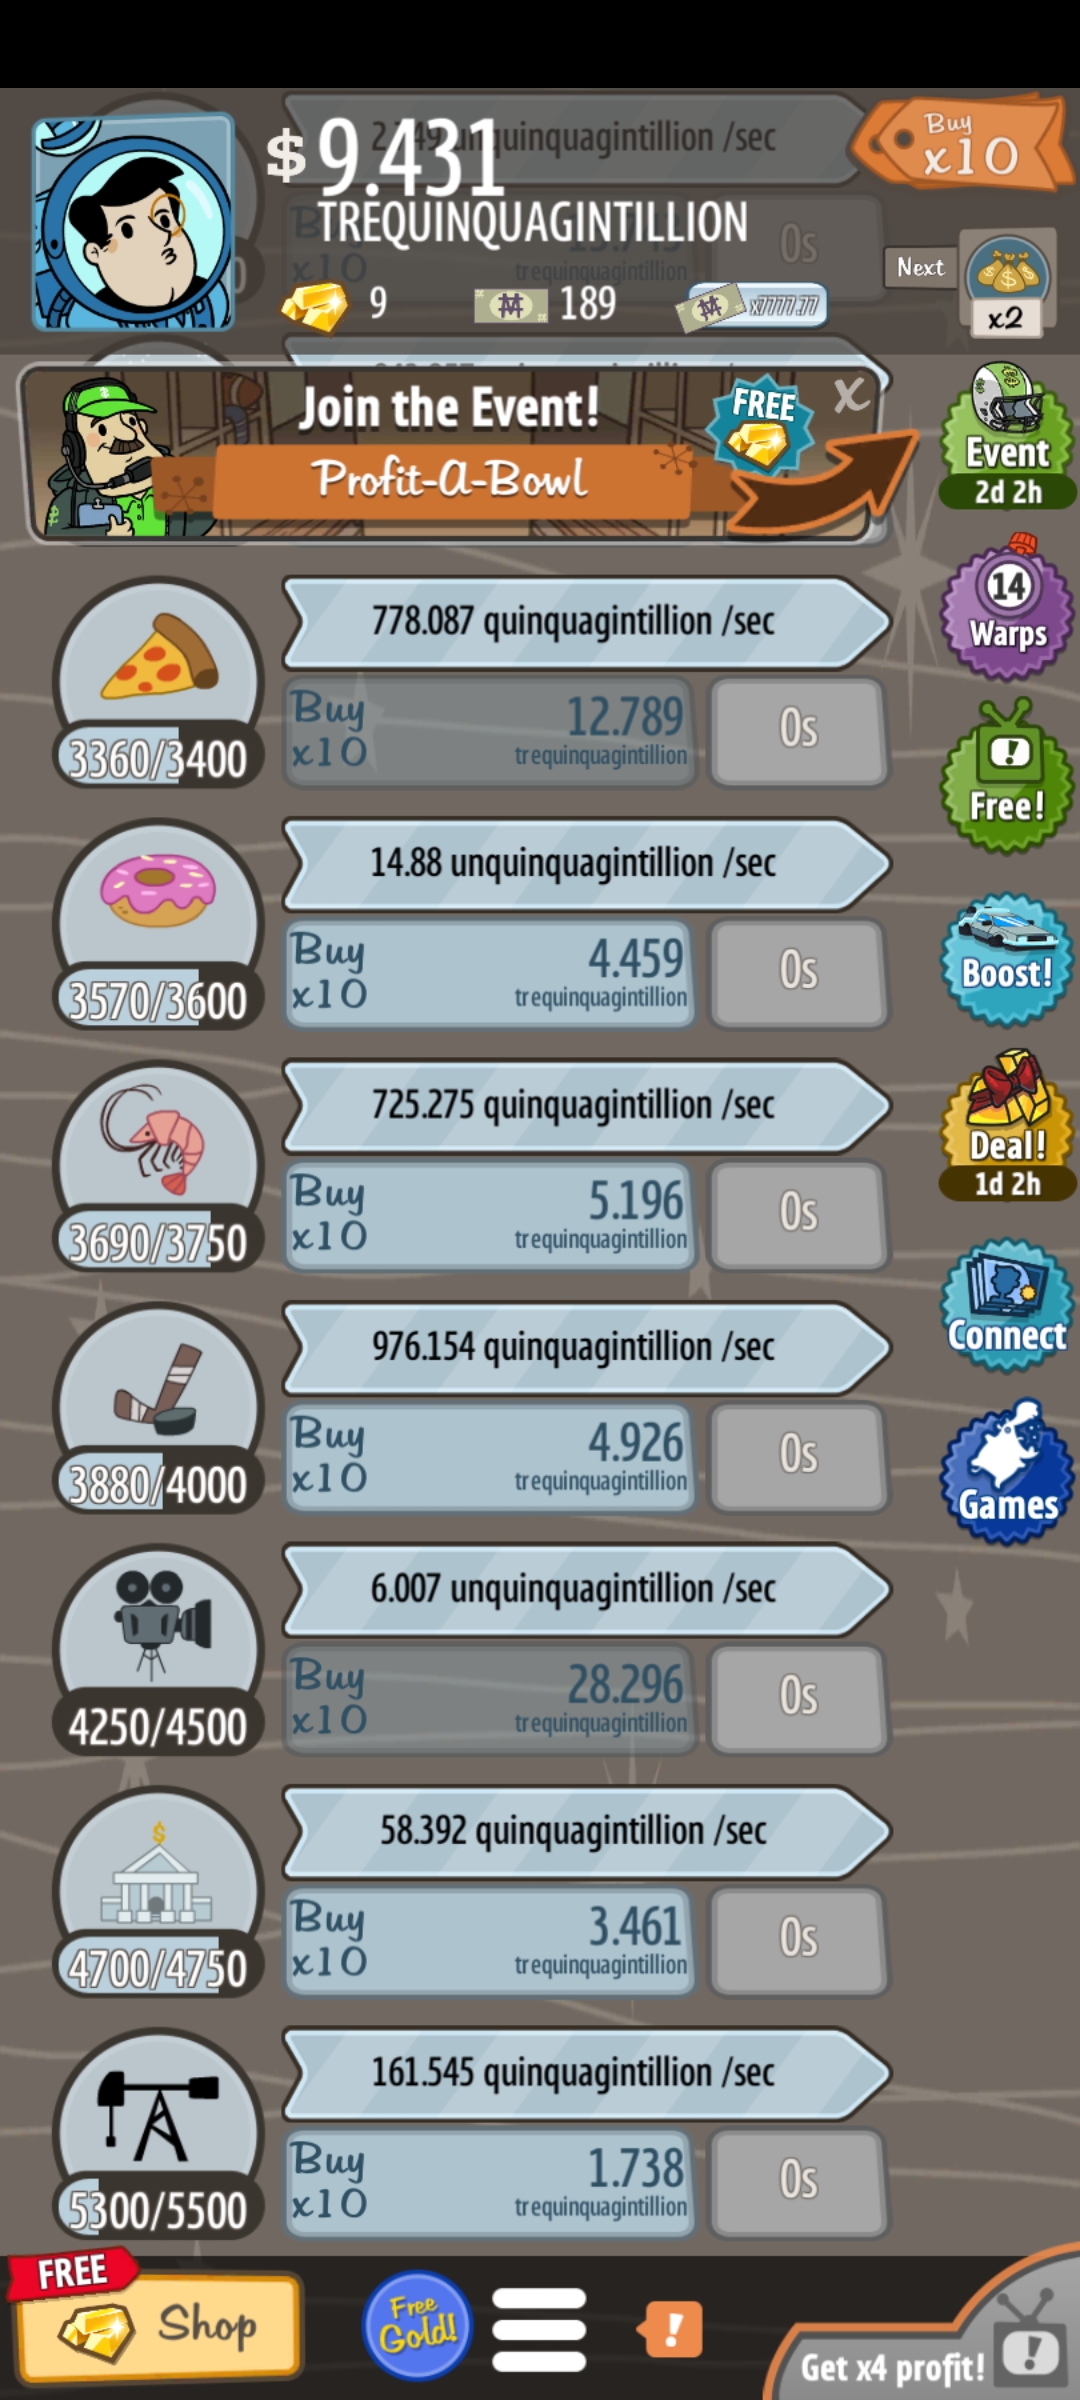 $ 9.431
TREQUINQUAGINTILLION
quinquagintillion /sec
Buy
x10
trequinquagintillion
0s
Buy
x10
9
189
x7777.77
Next
x2
Join the Event!
Profit-A-Bowl
FREE
X
Event
2d 2h
778.087 quinquagintillion /sec
Buy
x10
12.789
trequinquagintillion
0s
3360/3400
14
Warps
Free!
14.88 unquinquagintillion /sec
Buy
x10
4.459
trequinquagintillion
0s
3570/3600
Boost!
725.275 quinquagintillion /sec
Buy
x10
5.196
trequinquagintillion
0s
3690/3750
Deal!
1d 2h
976.154 quinquagintillion /sec
Buy
x10
4.926
trequinquagintillion
0s
3880/4000
Connect
Games
6.007 unquinquagintillion /sec
Buy
x10
28.296
trequinquagintillion
0s
4250/4500
58.392 quinquagintillion /sec
Buy
x10
3.461
trequinquagintillion
0s
4700/4750
161.545 quinquagintillion /sec
Buy
x10
1.738
trequinquagintillion
0s
5300/5500
FREE
Shop
Free
Gold!
!
Get x4 profit!